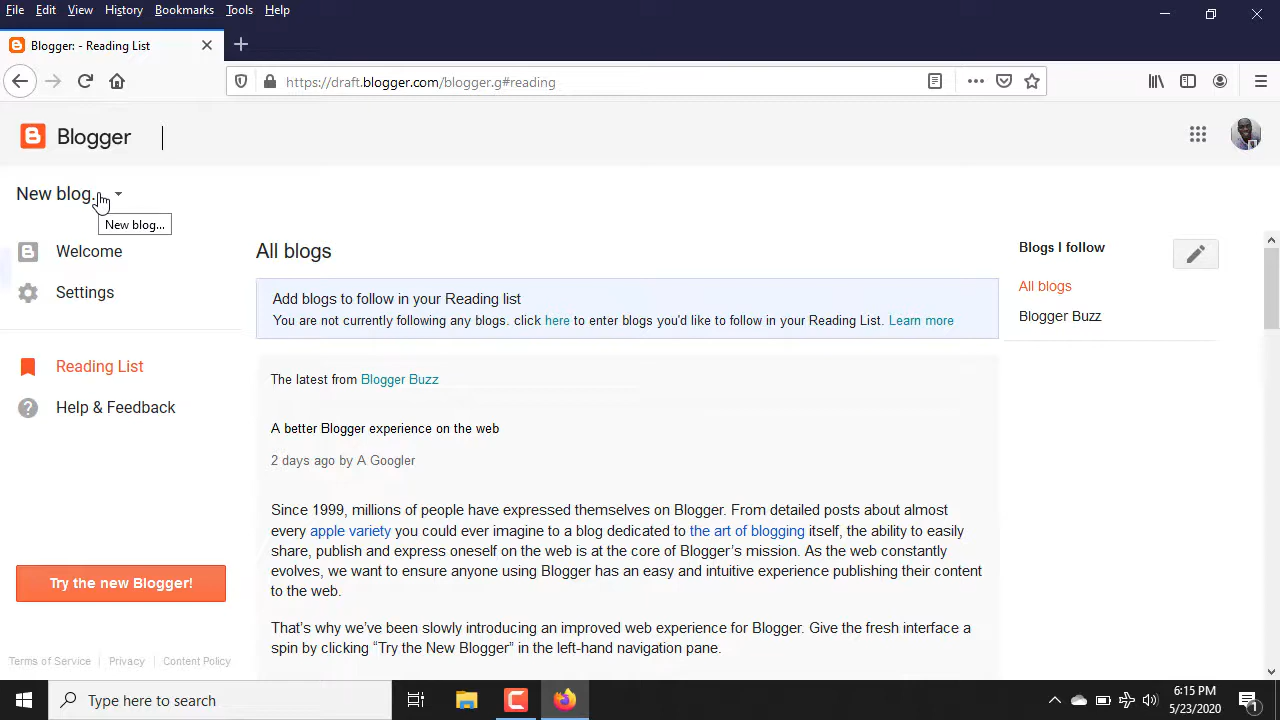 File Edit View History Bookmarks Tools Help
Blogger: - Reading List
https://draft.blogger.com/blogger.g#reading
Blogger
New blog...
New blog...
Welcome
Settings
Reading List
Help & Feedback
Try the new Blogger!
Terms of Service | Privacy | Content Policy
All blogs
Add blogs to follow in your Reading list
You are not currently following any blogs. click here to enter blogs you'd like to follow in your Reading List. Learn more
The latest from Blogger Buzz
A better Blogger experience on the web
2 days ago by A Googler
Since 1999, millions of people have expressed themselves on Blogger. From detailed posts about almost
every apple variety you could ever imagine to a blog dedicated to the art of blogging itself, the ability to easily
share, publish and express oneself on the web is at the core of Blogger's mission. As the web constantly
evolves, we want to ensure anyone using Blogger has an easy and intuitive experience publishing their content
to the web.
That's why we've been slowly introducing an improved web experience for Blogger. Give the fresh interface a
spin by clicking “Try the New Blogger” in the left-hand navigation pane.
Blogs I follow
All blogs
Blogger Buzz
Type here to search
6:15 PM
5/23/2020
1